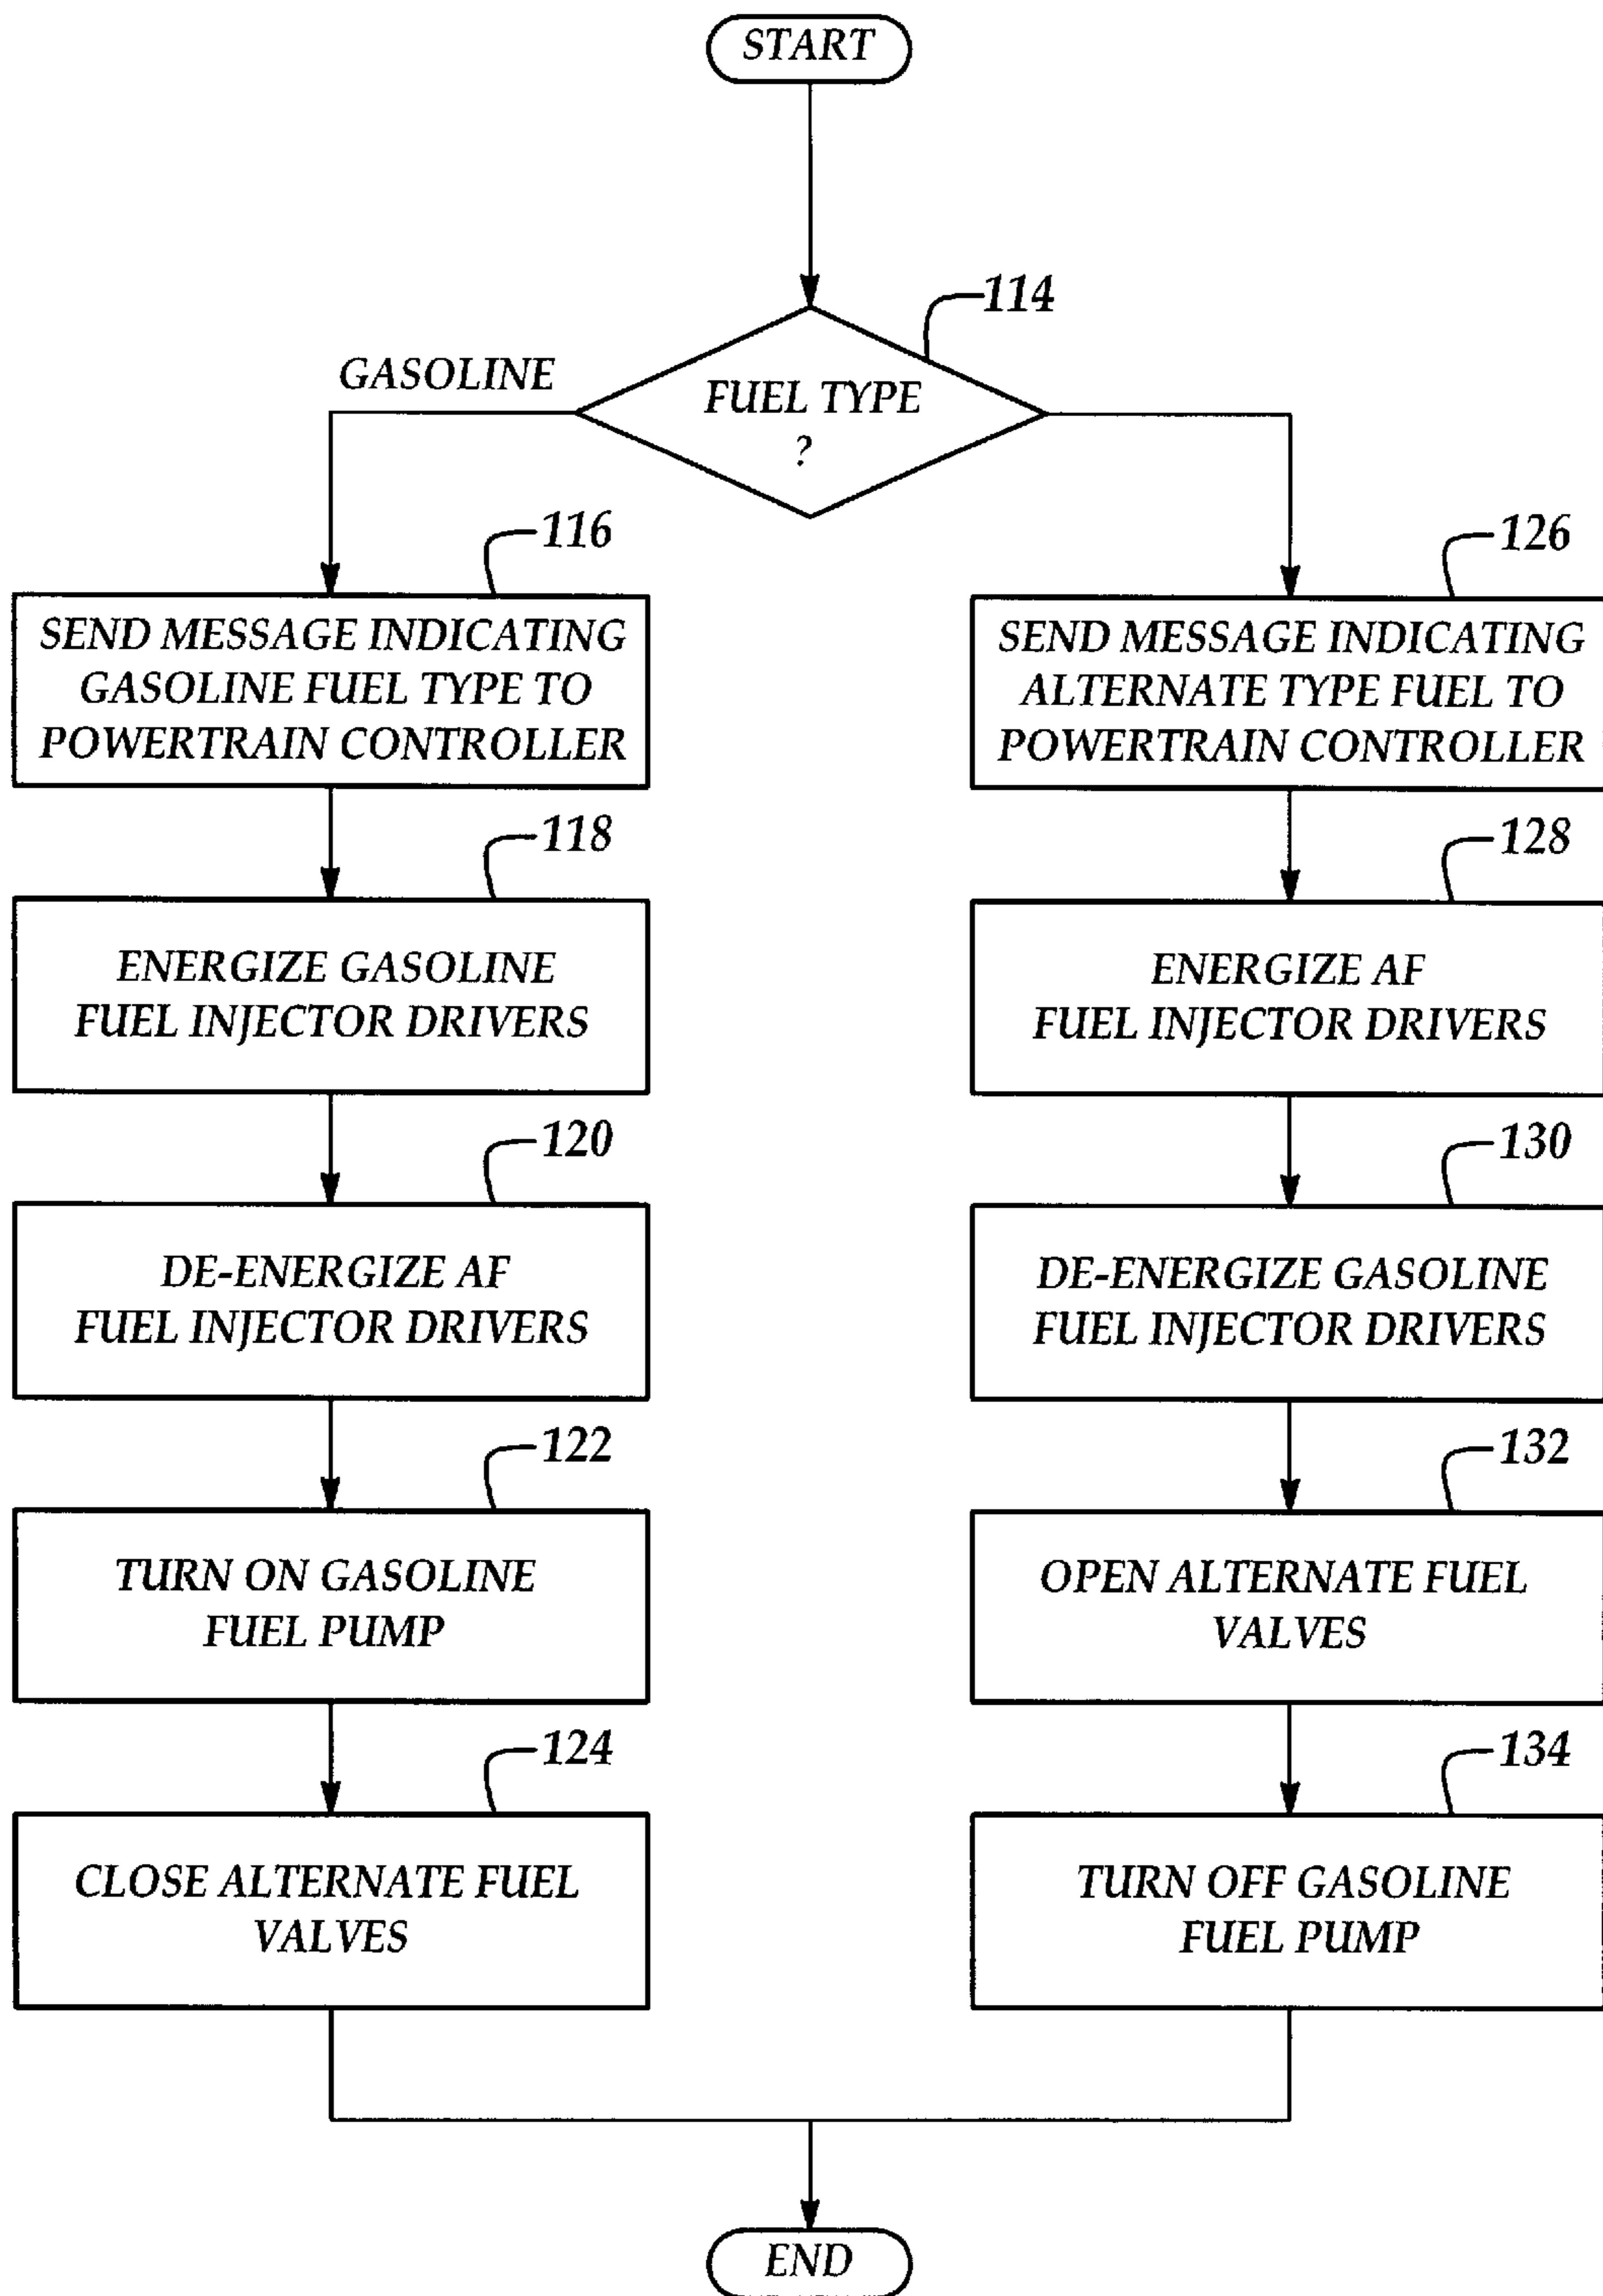 START
114
GASOLINE
FUEL TYPE
?
116
SEND MESSAGE INDICATING
GASOLINE FUEL TYPE TO
POWERTRAIN CONTROLLER
118
ENERGIZE GASOLINE
FUEL INJECTOR DRIVERS
120
DE-ENERGIZE AF
FUEL INJECTOR DRIVERS
122
TURN ON GASOLINE
FUEL PUMP
124
CLOSE ALTERNATE FUEL
VALVES
126
SEND MESSAGE INDICATING
ALTERNATE TYPE FUEL TO
POWERTRAIN CONTROLLER
128
ENERGIZE AF
FUEL INJECTOR DRIVERS
130
DE-ENERGIZE GASOLINE
FUEL INJECTOR DRIVERS
132
OPEN ALTERNATE FUEL
VALVES
134
TURN OFF GASOLINE
FUEL PUMP
END